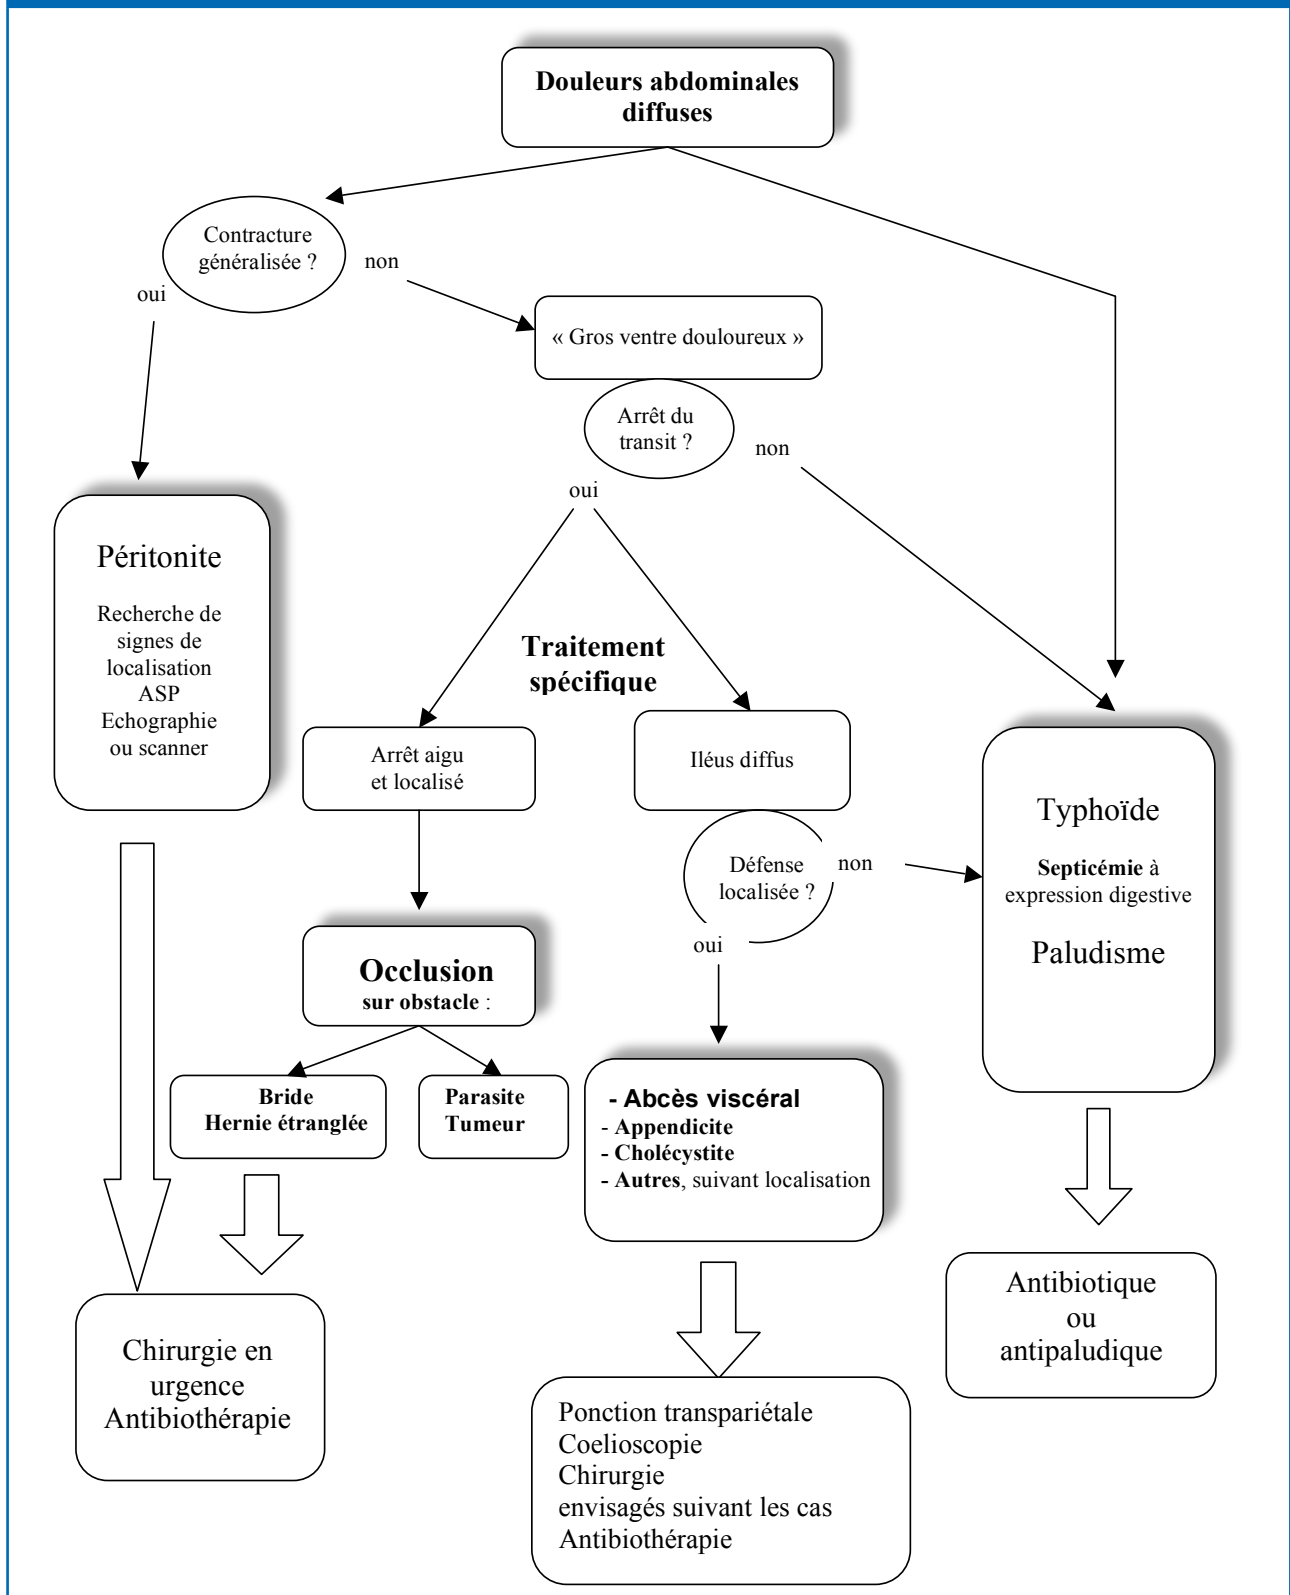 Douleurs abdominales
diffuses
Contracture
généralisée ?
non
oui
« Gros ventre douloureux »
Arrêt du
transit ?
non
oui
Péritonite
Recherche de
signes de
localisation
ASP
Echographie
ou scanner
Traitement
spécifique
Arrêt aigu
et localisé
Iléus diffus
Défense
localisée ?
non
oui
Typhoïde
Septicémie à
expression digestive
Paludisme
Occlusion
sur obstacle :
Bride
Hernie étranglée
Parasite
Tumeur
- Abcès viscéral
- Appendicite
- Cholécystite
- Autres, suivant localisation
Chirurgie en
urgence
Antibiothérapie
Ponction transpariétale
Coelioscopie
Chirurgie
envisagés suivant les cas
Antibiothérapie
Antibiotique
ou
antipaludique